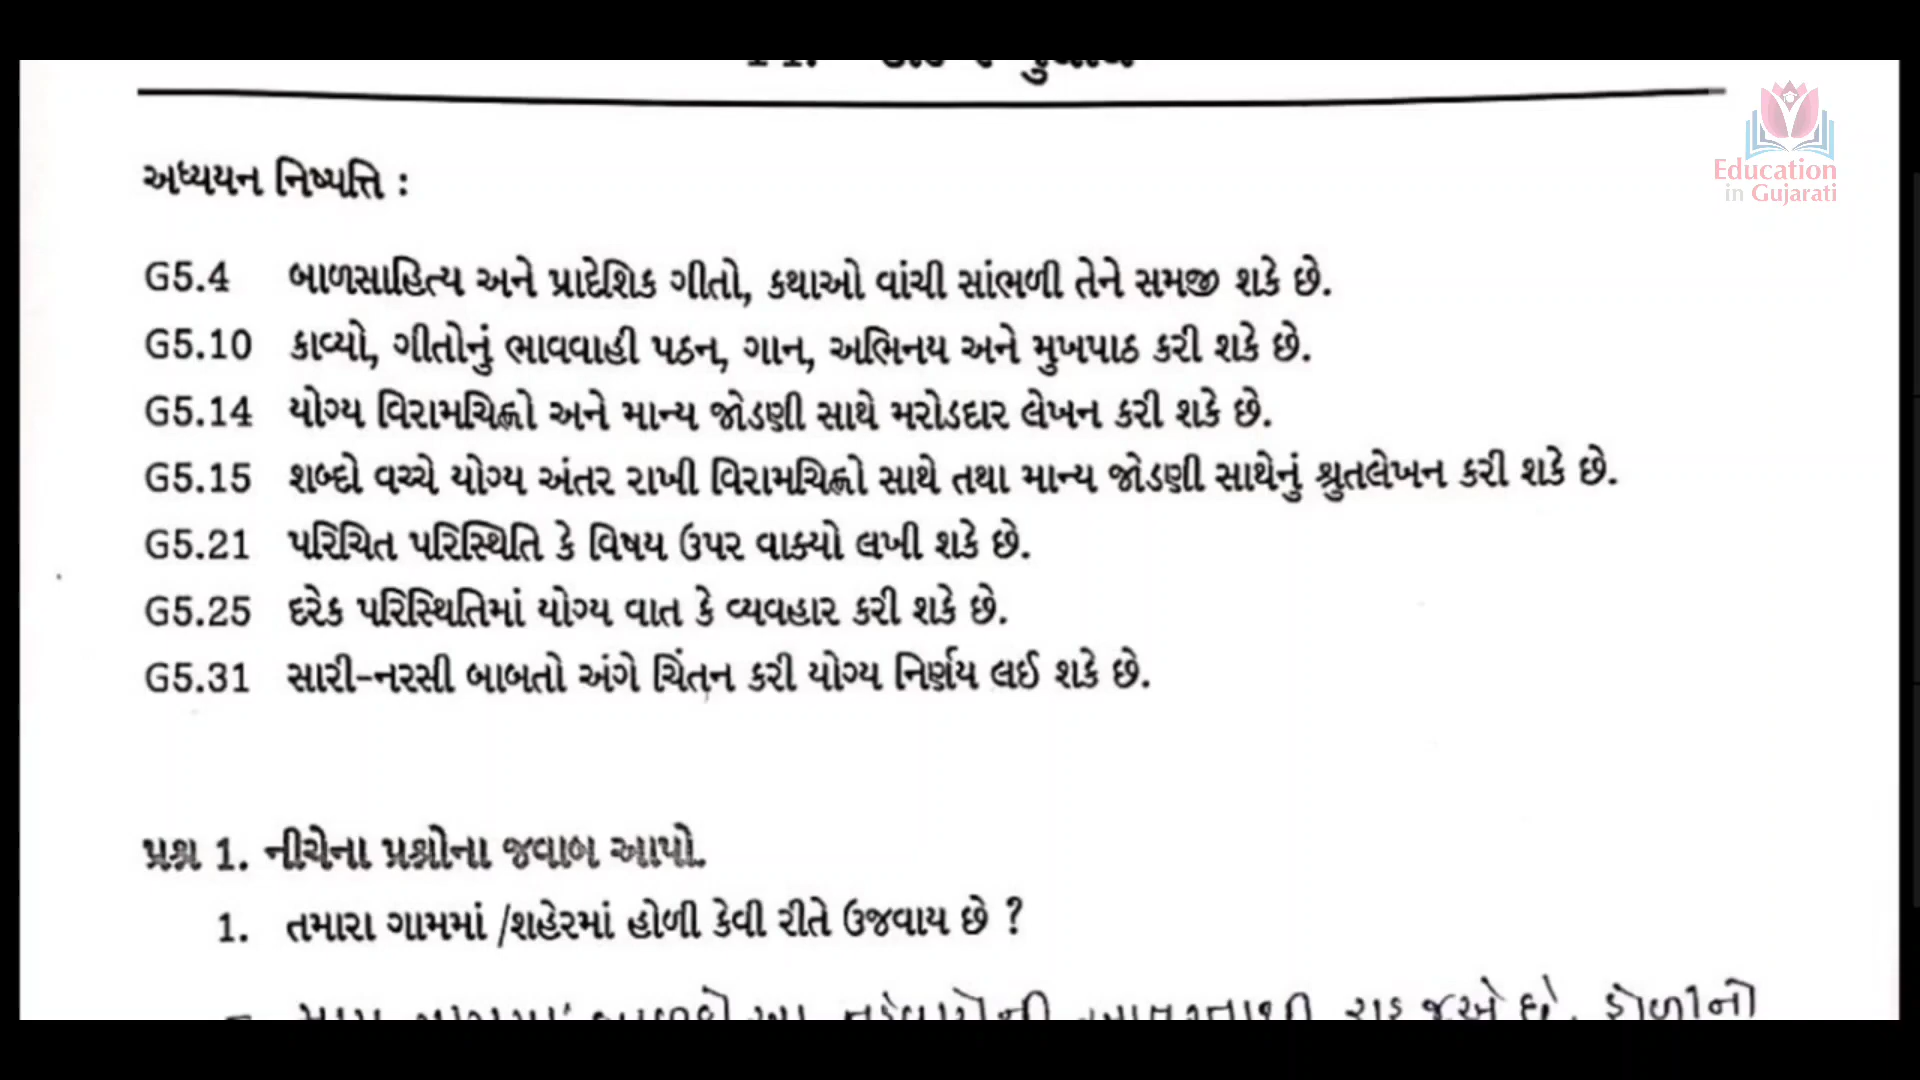 Education
in Gujarati
અધ્યયન નિષ્પત્તિ :
G5.4 બાળસાહિત્ય અને પ્રાદેશિક ગીતો, કથાઓ વાંચી સાંભળી તેને સમજી શકે છે.
G5.10 કાવ્યો, ગીતોનું ભાવવાહી પઠન, ગાન, અભિનય અને મુખપાઠ કરી શકે છે.
G5.14 યોગ્ય વિરામચિહ્નો અને માન્ય જોડણી સાથે મરોડદાર લેખન કરી શકે છે.
G5.15 શબ્દો વચ્ચે યોગ્ય અંતર રાખી વિરામચિહ્નો સાથે તથા માન્ય જોડણી સાથેનું શ્રુતલેખન કરી શકે છે.
G5.21 પરિચિત પરિસ્થિતિ કે વિષય ઉપર વાક્યો લખી શકે છે.
G5.25 દરેક પરિસ્થિતિમાં યોગ્ય વાત કે વ્યવહાર કરી શકે છે.
G5.31 સારી-નરસી બાબતો અંગે ચિંતન કરી યોગ્ય નિર્ણય લઈ શકે છે.
પ્રશ્ન 1. નીચેના પ્રશ્નોના જવાબ આપો.
1. તમારા ગામમાં /શહેરમાં હોળી કેવી રીતે ઉજવાય છે ?